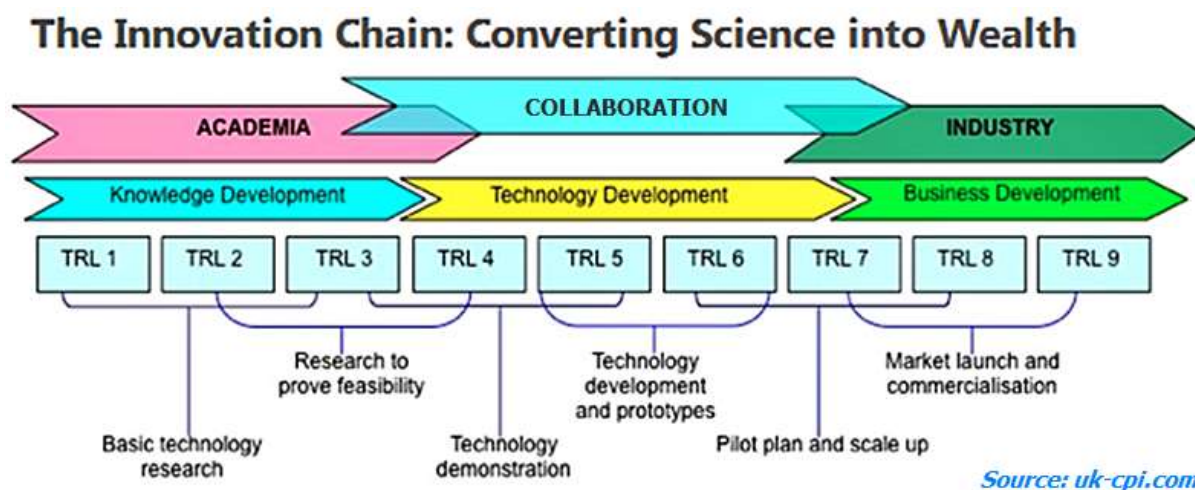 The Innovation Chain: Converting Science into Wealth
COLLABORATION
ACADEMIA
INDUSTRY
Knowledge Development
Technology Development
Business Development
TRL 1
TRL 2
TRL 3
TRL 4
TRL 5
TRL 6
TRL 7
TRL 8
TRL 9
Research to
prove feasibility
Technology
development
and prototypes
Market launch and
commercialisation
Basic technology
research
Technology
demonstration
Pilot plan and scale up
Source: uk-cpi.com